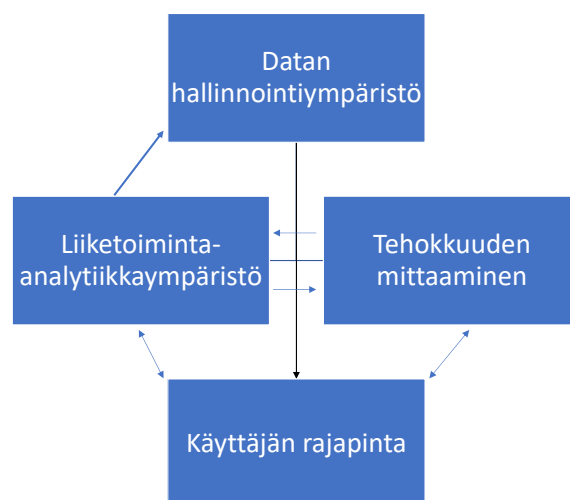 Datan
hallinnointiympäristö
Liiketoiminta-
analytiikkaympäristö
Tehokkuuden
mittaaminen
Käyttäjän rajapinta